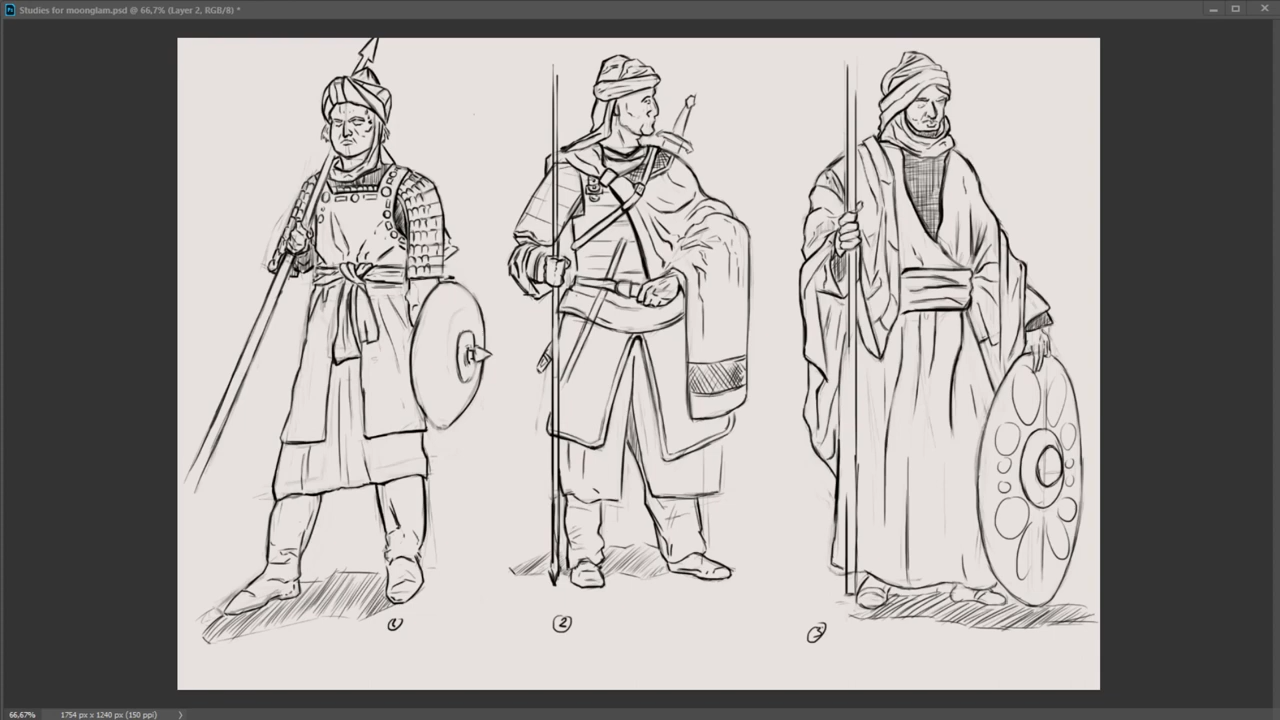 Ps
Studies for moonglam.psd @ 66,7% (Layer 2, RGB/8) *
1
2
3
66,67%
1754 px x 1240 px (150 ppi)